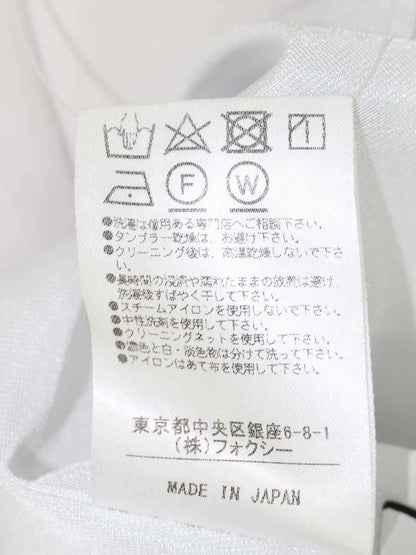 F W
●洗濯は信用ある専門店へご相談下さい。
●タンブラー乾燥は、お避け下さい。
●クリーニング後は、高温乾燥しないで下さい。
●長時間の浸漬や濡れたままの放置は避け、
洗濯後すばやく干して下さい。
●スチームアイロンを使用しないで下さい。
●中性洗剤を使用して下さい。
●クリーニングネットを使用して下さい。
●濃色と白・淡色物は分けて洗って下さい。
●アイロンはあて布を使用して下さい。
東京都中央区銀座6-8-1
(株)フォクシー
MADE IN JAPAN